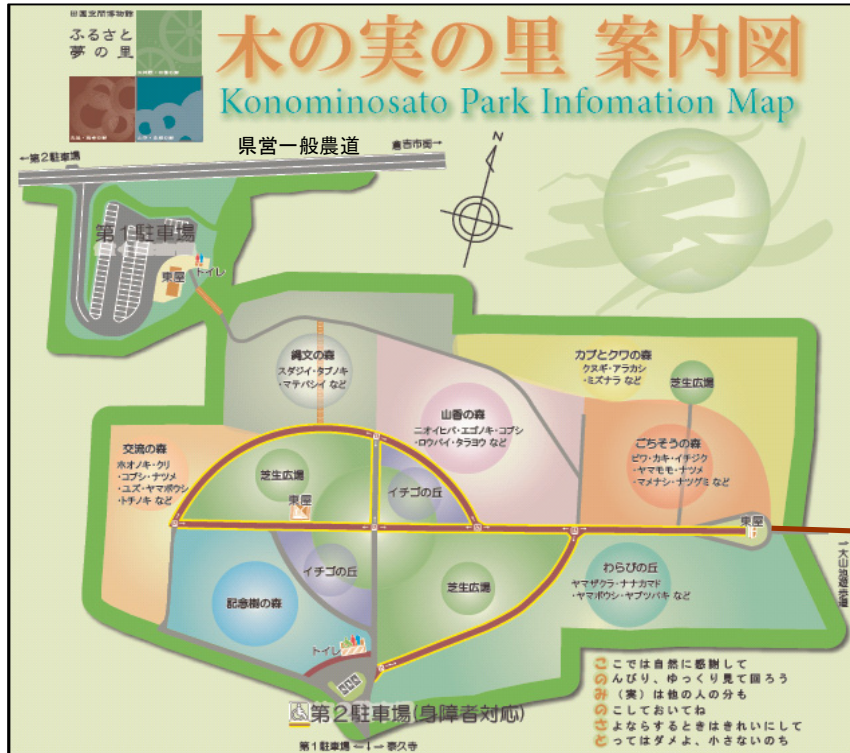 田園空間博物館
ふるさと
夢の里
木の実の里 案内図
Konominosato Park Infomation Map
←第2駐車場
県営一般農道
倉吉市街→
N
第1駐車場
東屋
トイレ
縄文の森
スダジイ・タブノキ
・マテバシイ など
カブとクワの森
クヌギ・アラカシ
・ミズナラ など
芝生広場
山香の森
ニオイヒバ・エゴノキ・コブシ
・ロウバイ・タラヨウ など
ごちそうの森
ビワ・カキ・イチジク
・ヤマモモ・ナツメ
・マメナシ・ナツグミ など
交流の森
ホオノキ・クリ
・コブシ・ナツメ
・ユズ・ヤマボウシ
・トチノキ など
芝生広場
東屋
イチゴの丘
東屋
イチゴの丘
芝生広場
わらびの丘
ヤマザクラ・ナナカマド
・ヤマボウシ・ヤブツバキ など
記念樹の森
トイレ
第2駐車場(身障者対応)
第1駐車場 ←↓→ 泰久寺
ここでは自然に感謝して
のんびり、ゆっくり見て回ろう
み（実）は他の人の分も
のこしておいてね
さよならするときはきれいにして
とってはダメよ、小さないのち